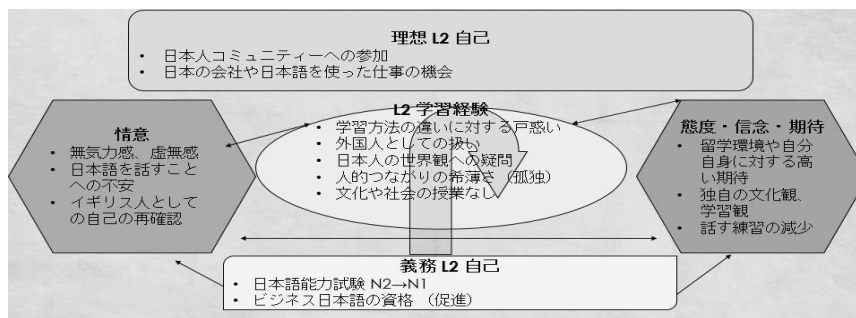 理想 L2 自己
• 日本人コミュニティーへの参加
• 日本の会社や日本語を使った仕事の機会
情意
• 無気力感、虚無感
• 日本語を話すこと
への不安
• イギリス人として
の自己の再確認
L2 学習経験
• 学習方法の違いに対する戸惑い
• 外国人としての扱い
• 日本人の世界観への疑問
• 人的つながりの希薄さ（孤独）
• 文化や社会の授業なし
態度・信念・期待
• 留学環境や自分
自身に対する高
い期待
• 独自の文化観、
学習観
• 話す練習の減少
義務 L2 自己
• 日本語能力試験 N2→N1
• ビジネス日本語の資格 （促進）